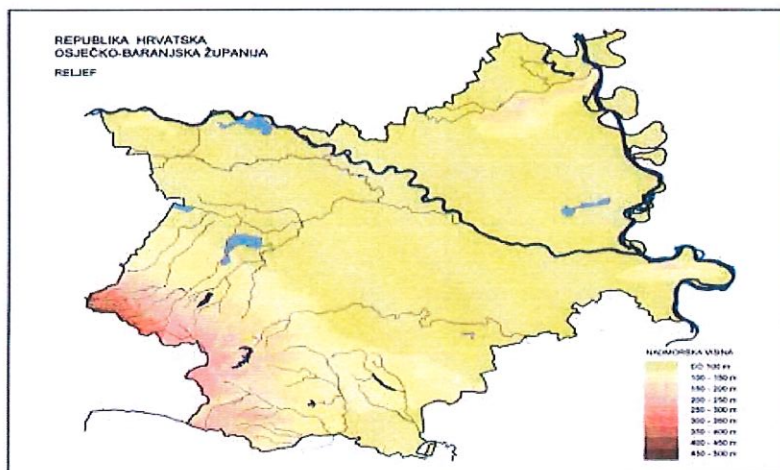 REPUBLIKA HRVATSKA
OSJEČKO-BARANJSKA ŽUPANIJA
RELJEF
NADMORSKA VISINA
DO 100 m
100 - 150 m
150 - 200 m
200 - 250 m
250 - 300 m
300 - 350 m
350 - 400 m
400 - 450 m
450 - 500 m